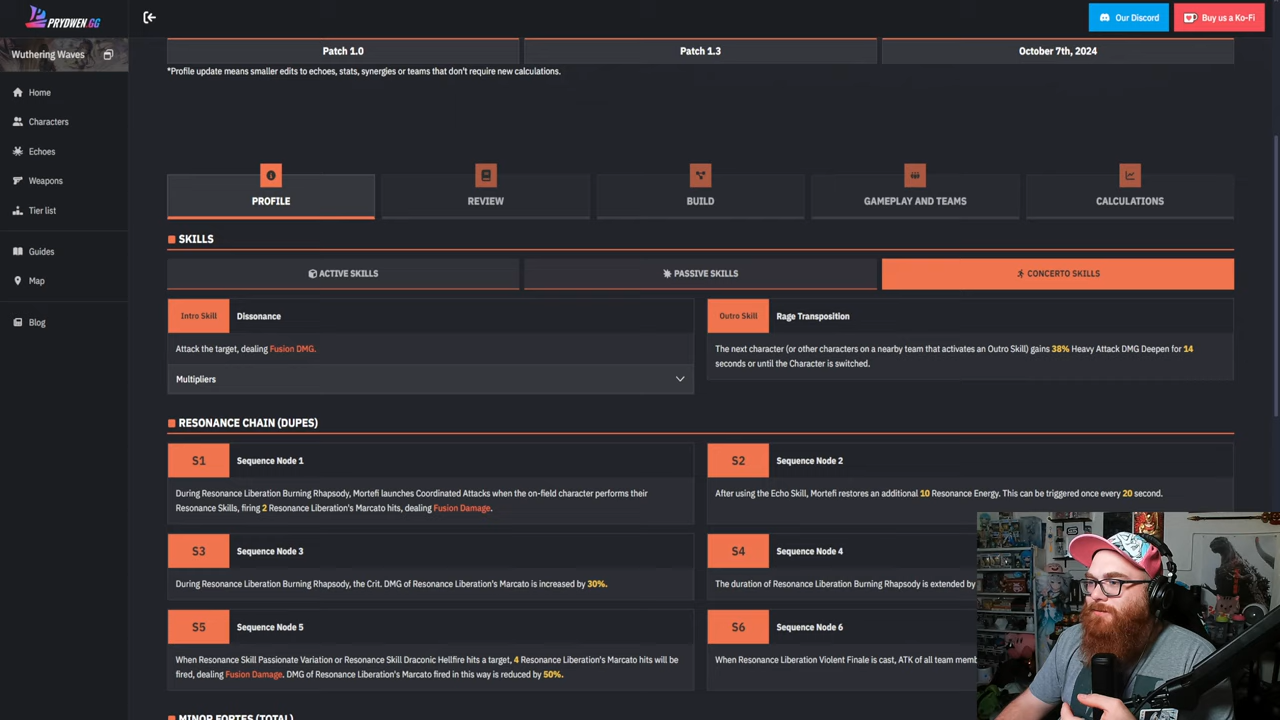 PRYDWEN.GG
Our Discord
Buy us a Ko-Fi
Wuthering Waves
Home
Characters
Echoes
Weapons
Tier list
Guides
Map
Blog
Patch 1.0
Patch 1.3
October 7th, 2024
*Profile update means smaller edits to echoes, stats, synergies or teams that don't require new calculations.
PROFILE
REVIEW
BUILD
GAMEPLAY AND TEAMS
CALCULATIONS
SKILLS
ACTIVE SKILLS
PASSIVE SKILLS
CONCERTO SKILLS
Intro Skill
Dissonance
Attack the target, dealing Fusion DMG.
Multipliers
Outro Skill
Rage Transposition
The next character (or other characters on a nearby team that activates an Outro Skill) gains 38% Heavy Attack DMG Deepen for 14
seconds or until the Character is switched.
RESONANCE CHAIN (DUPES)
S1
Sequence Node 1
During Resonance Liberation Burning Rhapsody, Mortefi launches Coordinated Attacks when the on-field character performs their
Resonance Skills, firing 2 Resonance Liberation's Marcato hits, dealing Fusion Damage.
S2
Sequence Node 2
After using the Echo Skill, Mortefi restores an additional 10 Resonance Energy. This can be triggered once every 20 second.
S3
Sequence Node 3
During Resonance Liberation Burning Rhapsody, the Crit. DMG of Resonance Liberation's Marcato is increased by 30%.
S4
Sequence Node 4
The duration of Resonance Liberation Burning Rhapsody is extended by
S5
Sequence Node 5
When Resonance Skill Passionate Variation or Resonance Skill Draconic Hellfire hits a target, 4 Resonance Liberation's Marcato hits will be
fired, dealing Fusion Damage. DMG of Resonance Liberation's Marcato fired in this way is reduced by 50%.
S6
Sequence Node 6
When Resonance Liberation Violent Finale is cast, ATK of all team
MINOR FORTES (TOTAL)